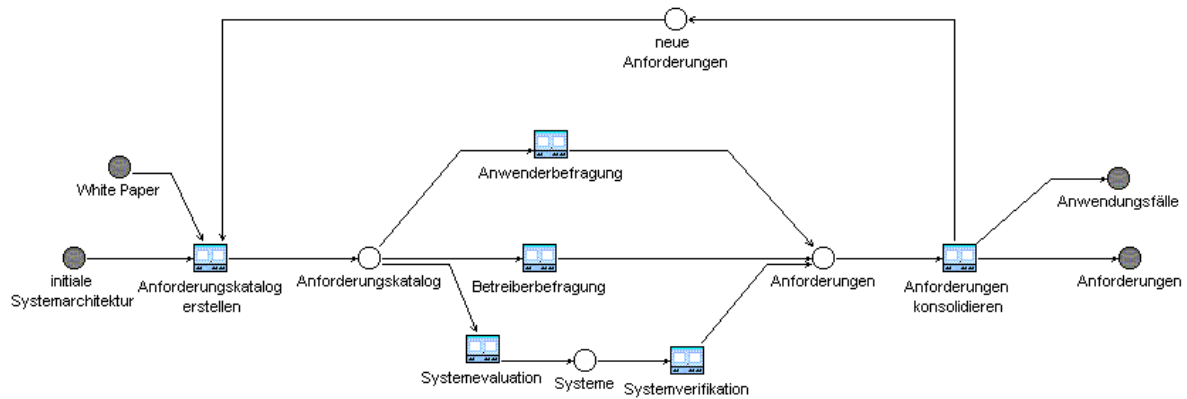 neue
Anforderungen
Anwenderbefragung
White Paper
Anwendungsfälle
initiale
Systemarchitektur
Anforderungskatalog
erstellen
Anforderungskatalog
Betreiberbefragung
Anforderungen
Anforderungen
konsolidieren
Anforderungen
Systemevaluation
Systeme
Systemverifikation